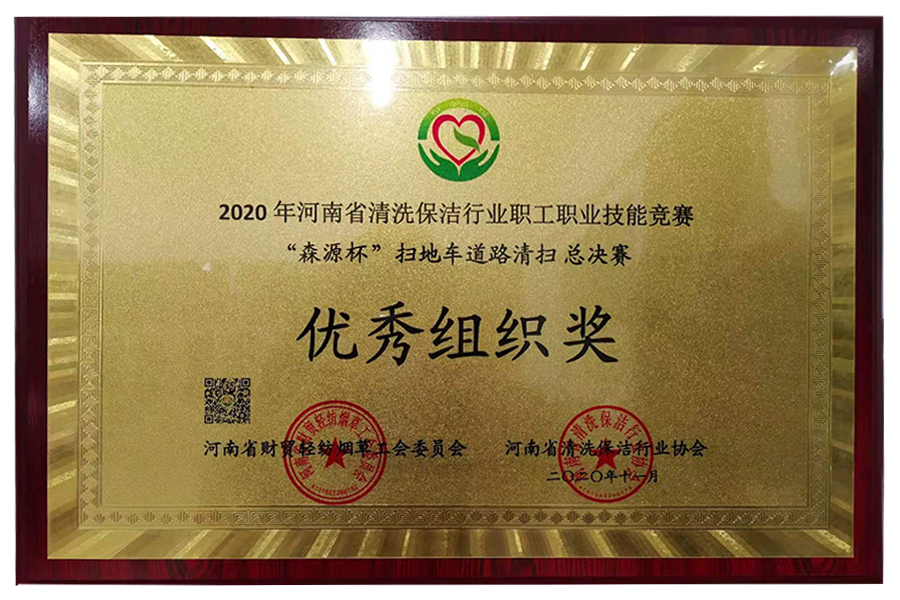 2020年河南省清洗保洁行业职工职业技能竞赛
“森源杯”扫地车道路清扫 总决赛
优秀组织奖
河南省财贸轻纺烟草工会委员会
河南省清洗保洁行业协会
二〇二〇年十一月